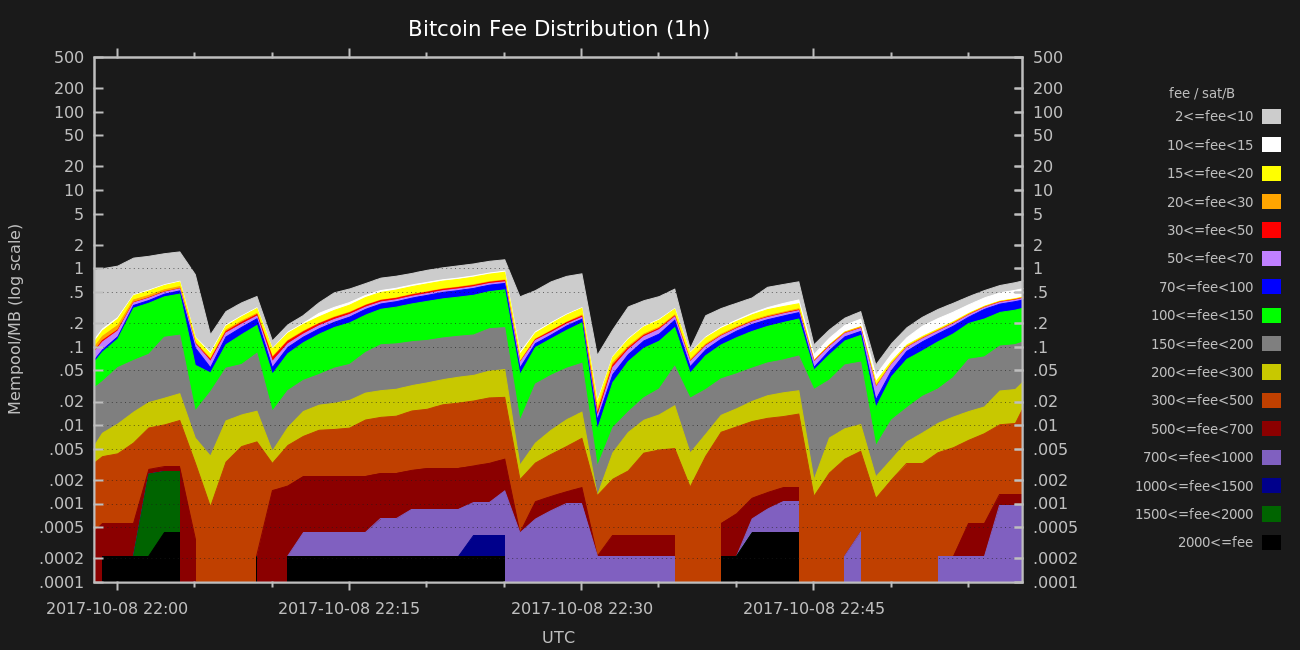 Bitcoin Fee Distribution (1h)
Mempool/MB (log scale)
500
200
100
50
20
10
5
2
1
.5
.2
.1
.05
.02
.01
.005
.002
.001
.0005
.0002
.0001
500
200
100
50
20
10
5
2
1
.5
.2
.1
.05
.02
.01
.005
.002
.001
.0005
.0002
.0001
2017-10-08 22:00
2017-10-08 22:15
2017-10-08 22:30
2017-10-08 22:45
UTC
fee / sat/B
2<=fee<10
10<=fee<15
15<=fee<20
20<=fee<30
30<=fee<50
50<=fee<70
70<=fee<100
100<=fee<150
150<=fee<200
200<=fee<300
300<=fee<500
500<=fee<700
700<=fee<1000
1000<=fee<1500
1500<=fee<2000
2000<=fee